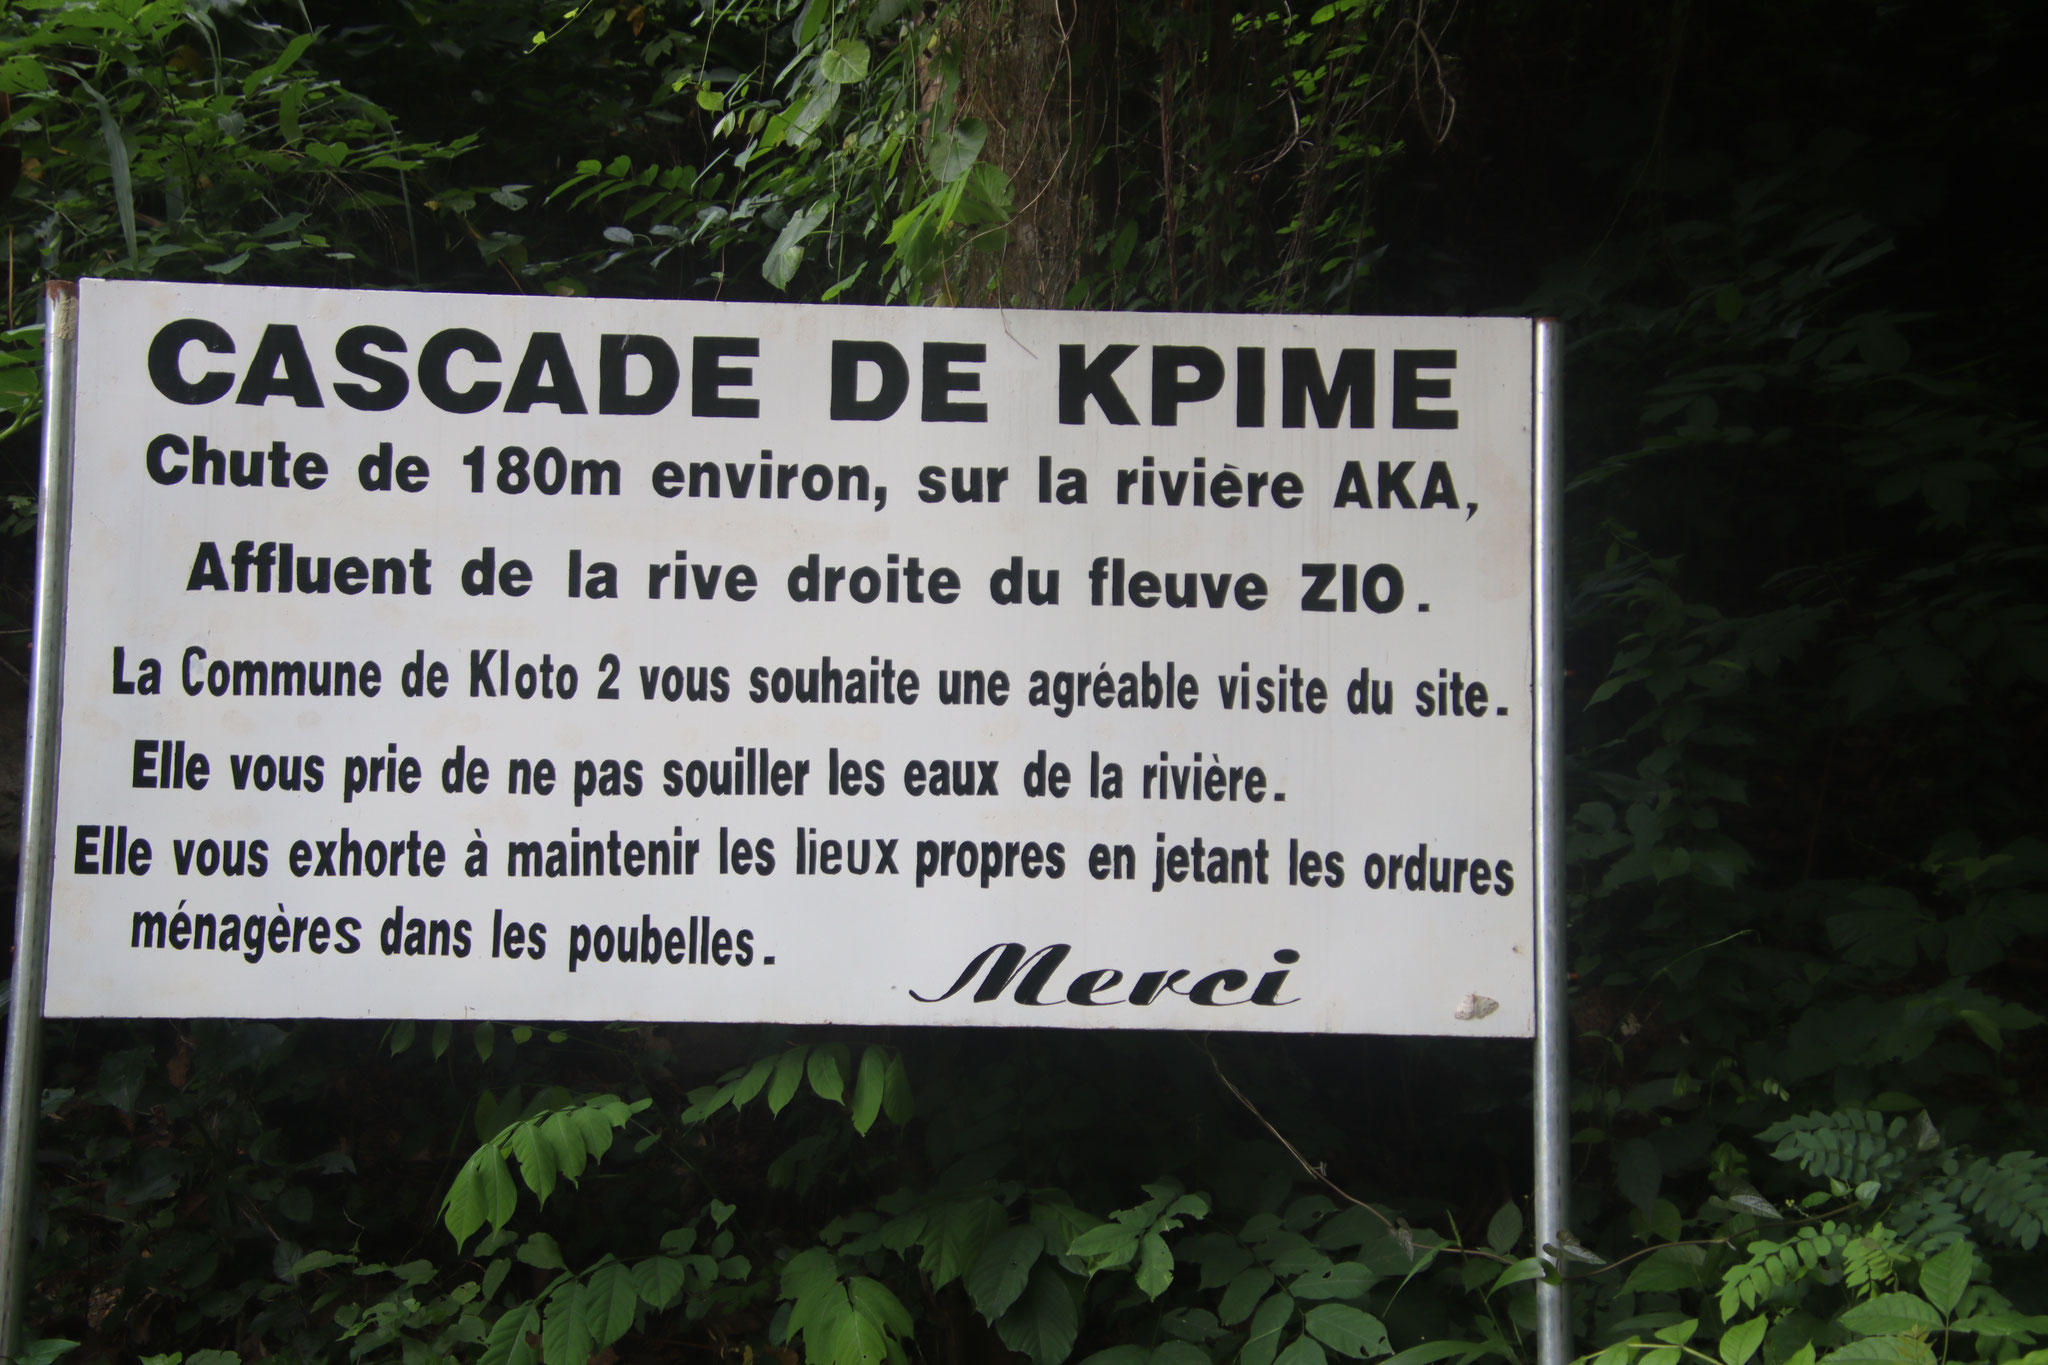 CASCADE DE KPIME
Chute de 180m environ, sur la rivière AKA,
Affluent de la rive droite du fleuve ZIO.
La Commune de Kloto 2 vous souhaite une agréable visite du site.
Elle vous prie de ne pas souiller les eaux de la rivière.
Elle vous exhorte à maintenir les lieux propres en jetant les ordures
ménagères dans les poubelles.
Merci